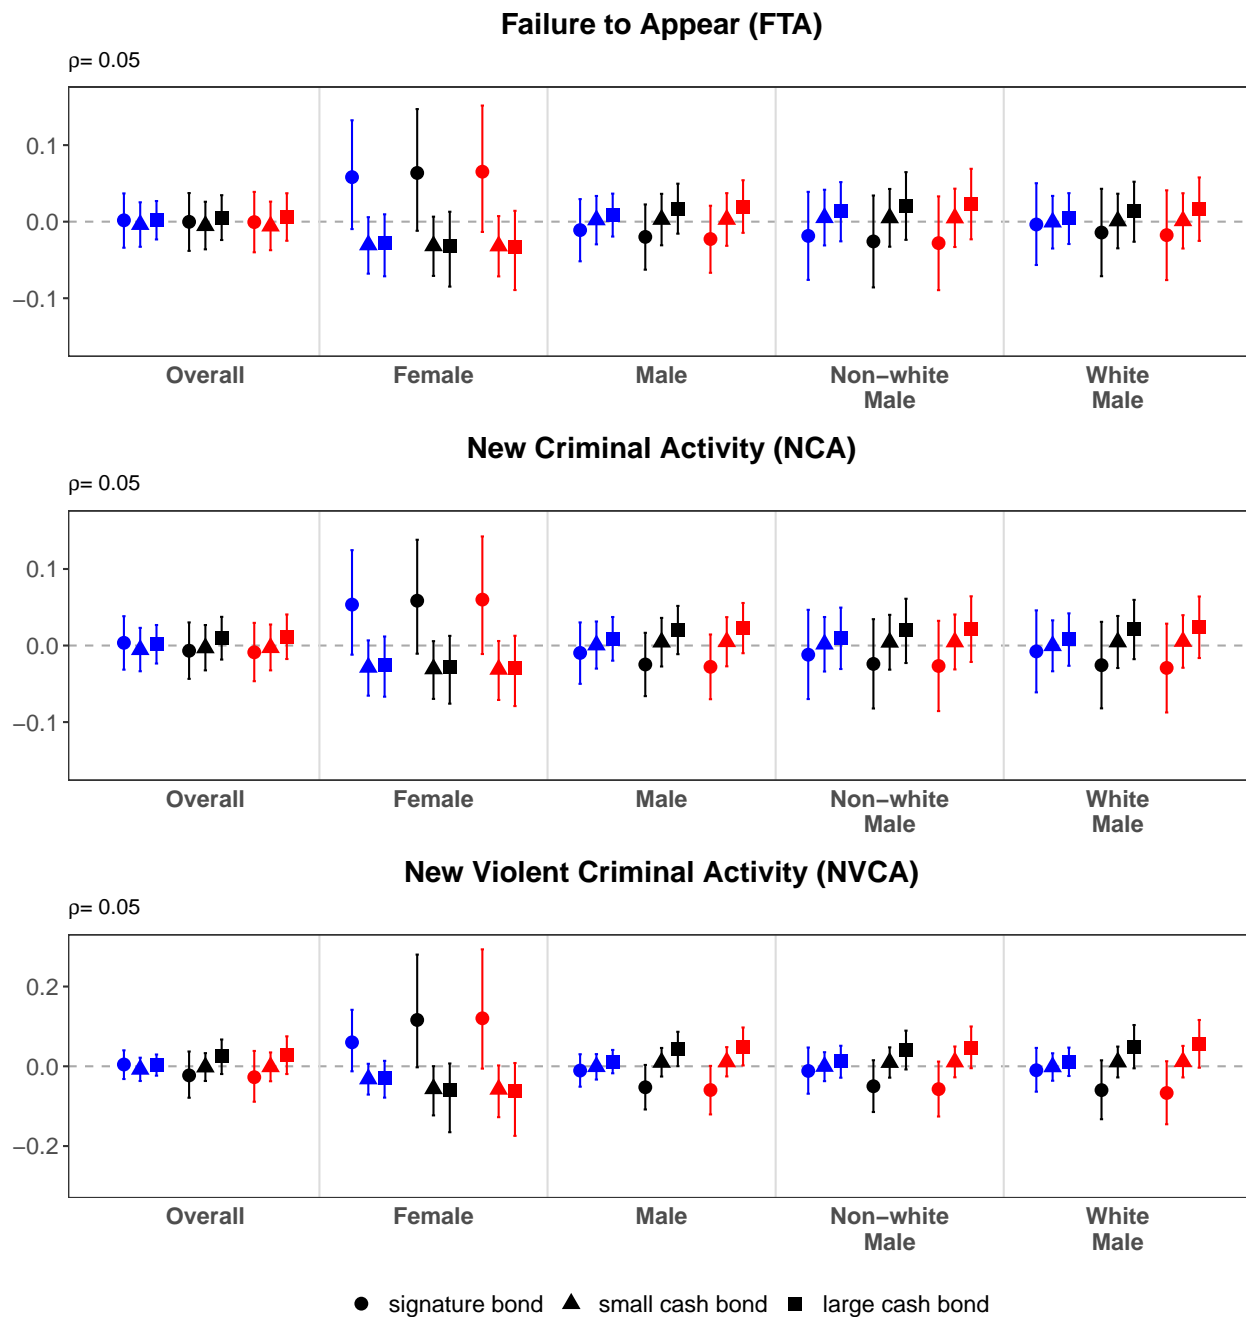 Failure to Appear (FTA)
ρ= 0.05
0.1
0.0
−0.1
Overall Female Male Non−white Male White Male
New Criminal Activity (NCA)
ρ= 0.05
0.1
0.0
−0.1
Overall Female Male Non−white Male White Male
New Violent Criminal Activity (NVCA)
ρ= 0.05
0.2
0.0
−0.2
Overall Female Male Non−white Male White Male
signature bond small cash bond large cash bond